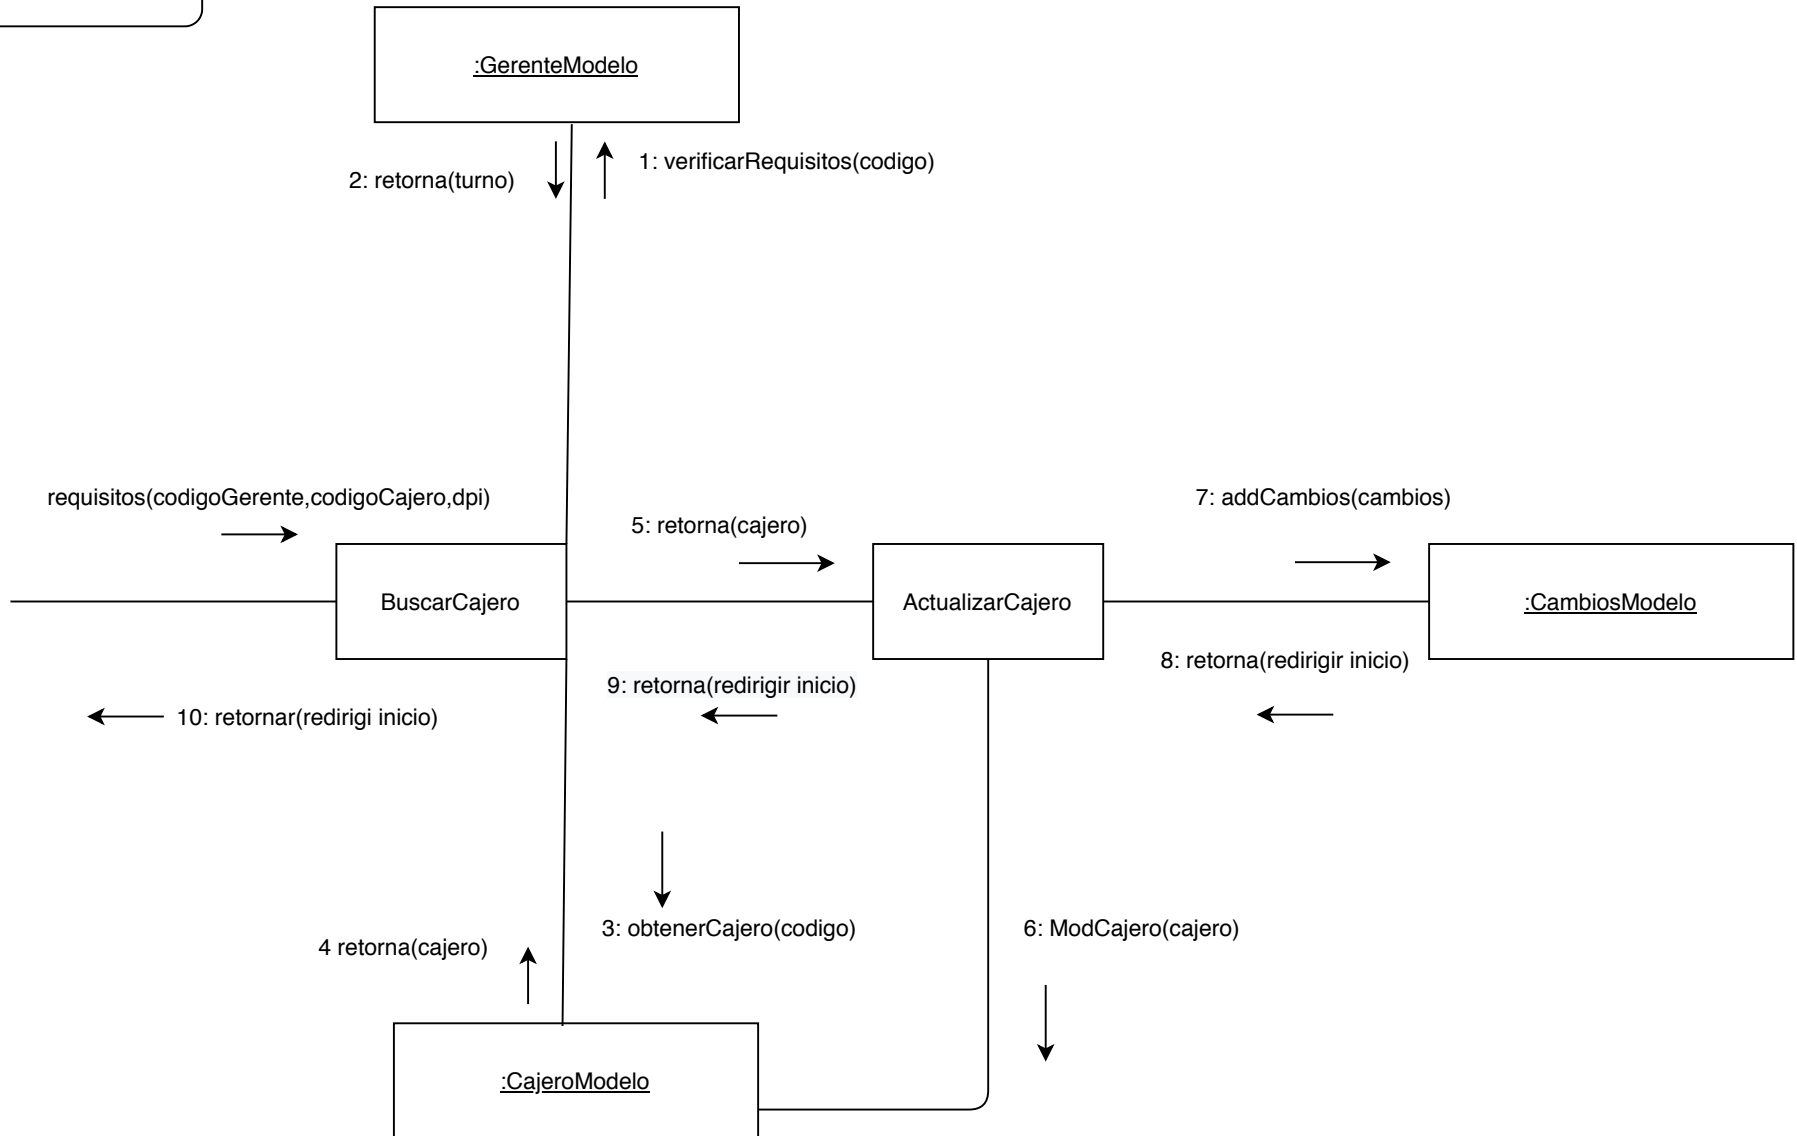 :GerenteModelo
1: verificarRequisitos(codigo)
2: retorna(turno)
requisitos(codigoGerente,codigoCajero,dpi)
5: retorna(cajero)
7: addCambios(cambios)
BuscarCajero
ActualizarCajero
:CambiosModelo
8: retorna(redirigir inicio)
9: retorna(redirigir inicio)
10: retornar(redirigi inicio)
3: obtenerCajero(codigo)
6: ModCajero(cajero)
4 retorna(cajero)
:CajeroModelo